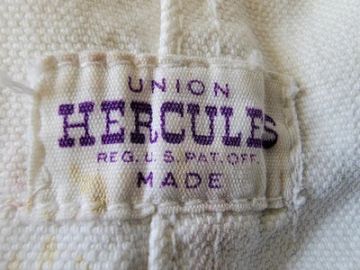 UNION
HERCULES
REG. U.S. PAT. OFF.
MADE